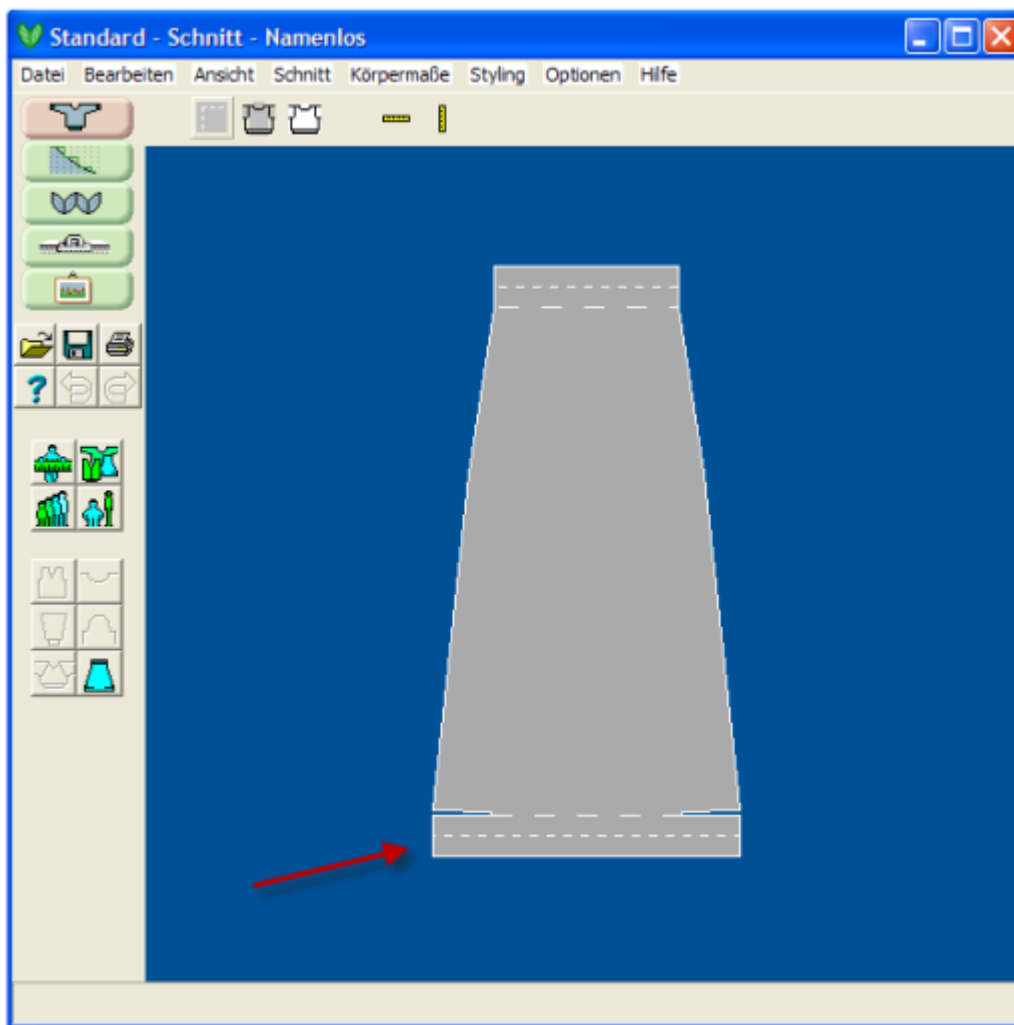 Standard - Schnitt - Namenlos
Datei Bearbeiten Ansicht Schnitt Körpermaße Styling Optionen Hilfe
?